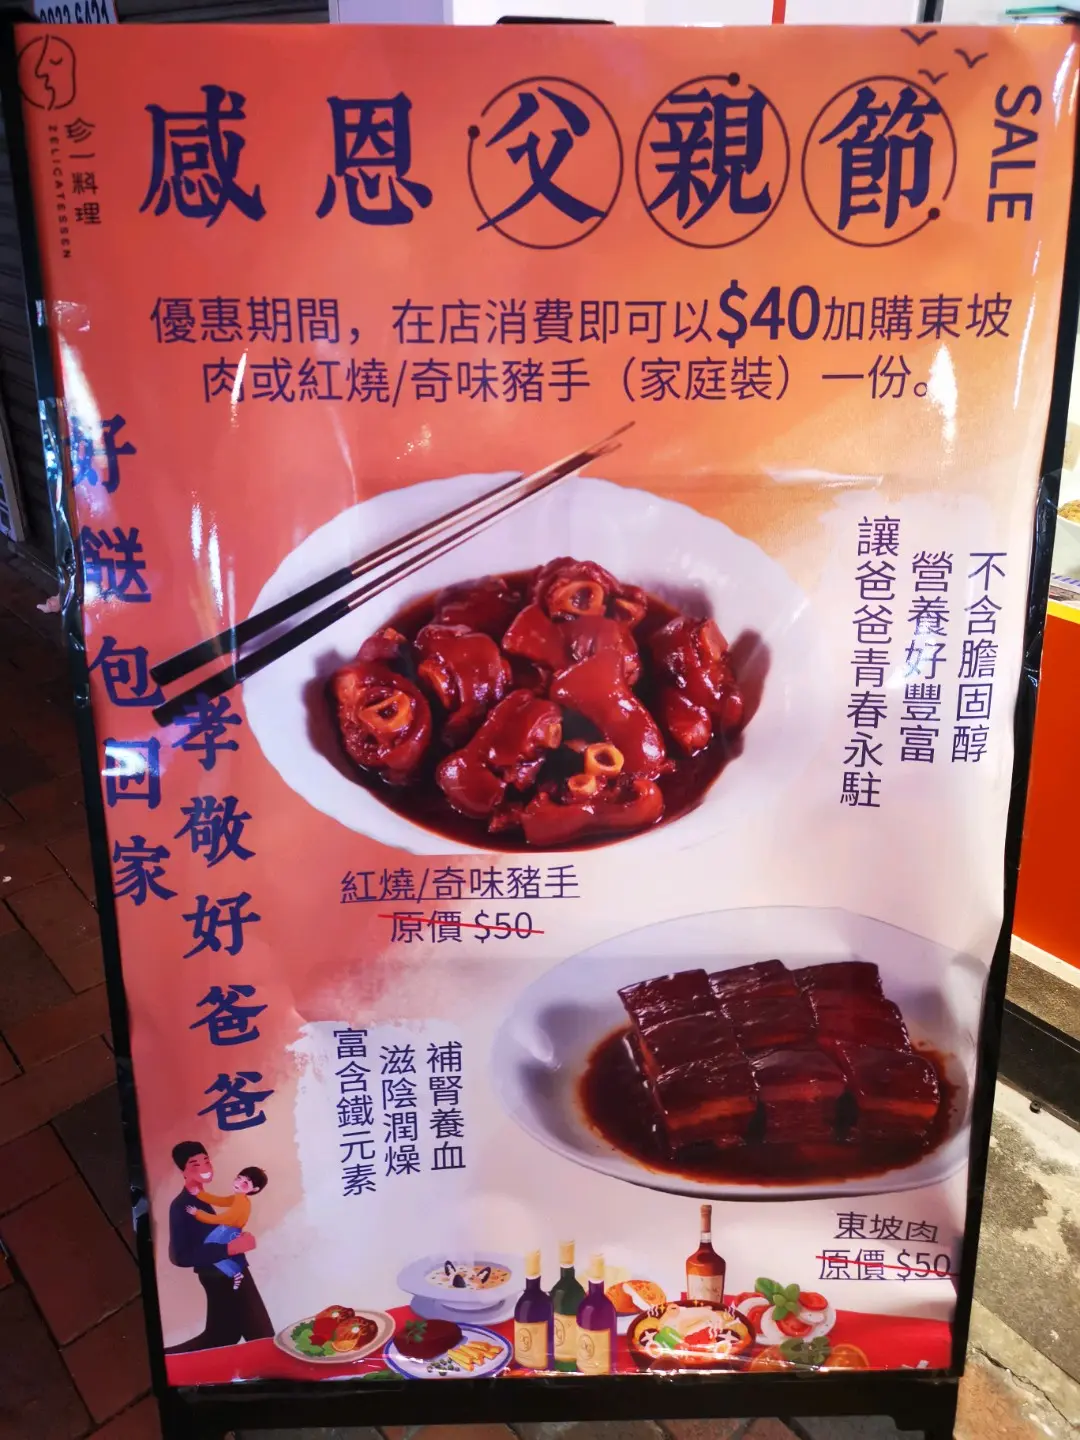 珍一料理
ZELICATESSEN
感恩父親節
SALE
優惠期間，在店消費即可以$40加購東坡
肉或紅燒/奇味豬手（家庭裝）一份。
好餸包回家
孝敬好爸爸
不含膽固醇
營養好豐富
讓爸爸青春永駐
紅燒/奇味豬手
原價 $50
補腎養血
滋陰潤燥
富含鐵元素
東坡肉
原價 $50